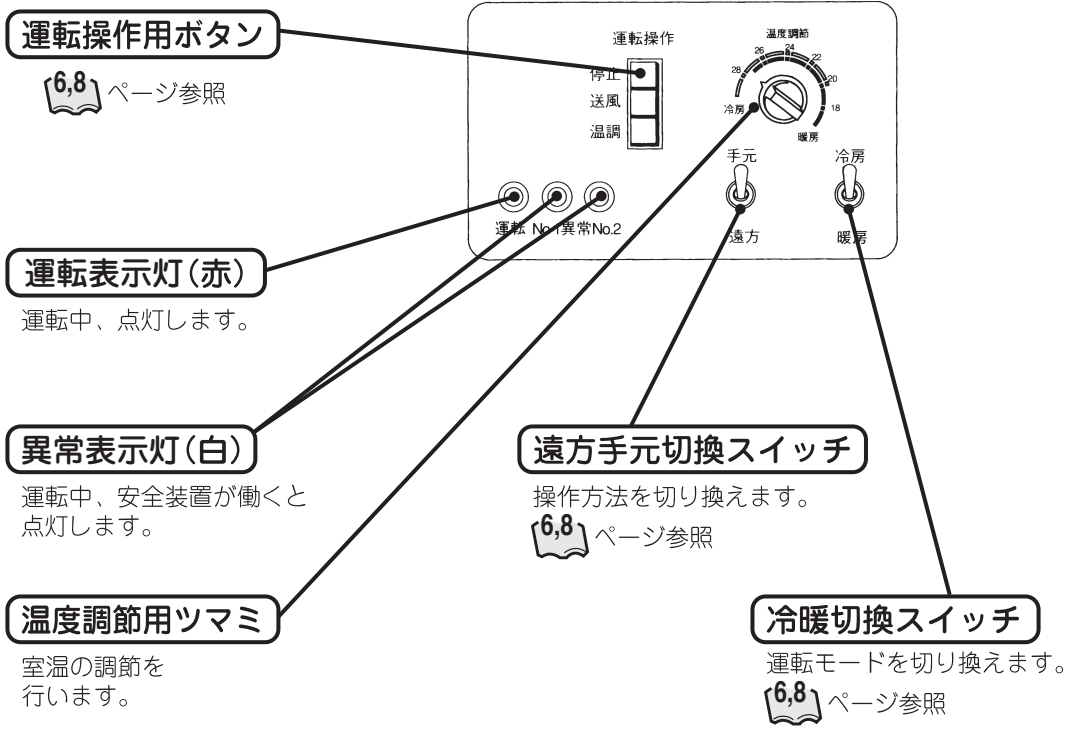 運転操作用ボタン
6,8 ページ参照
運転操作
停止
送風
温調
温度調節
28 26 24 22 20 18
冷房
暖房
手元
遠方
冷房
暖房
運転 No.1異常No.2
運転表示灯(赤)
運転中、点灯します。
異常表示灯(白)
運転中、安全装置が働くと
点灯します。
遠方手元切換スイッチ
操作方法を切り換えます。
6,8 ページ参照
温度調節用ツマミ
室温の調節を
行います。
冷暖切換スイッチ
運転モードを切り換えます。
6,8 ページ参照